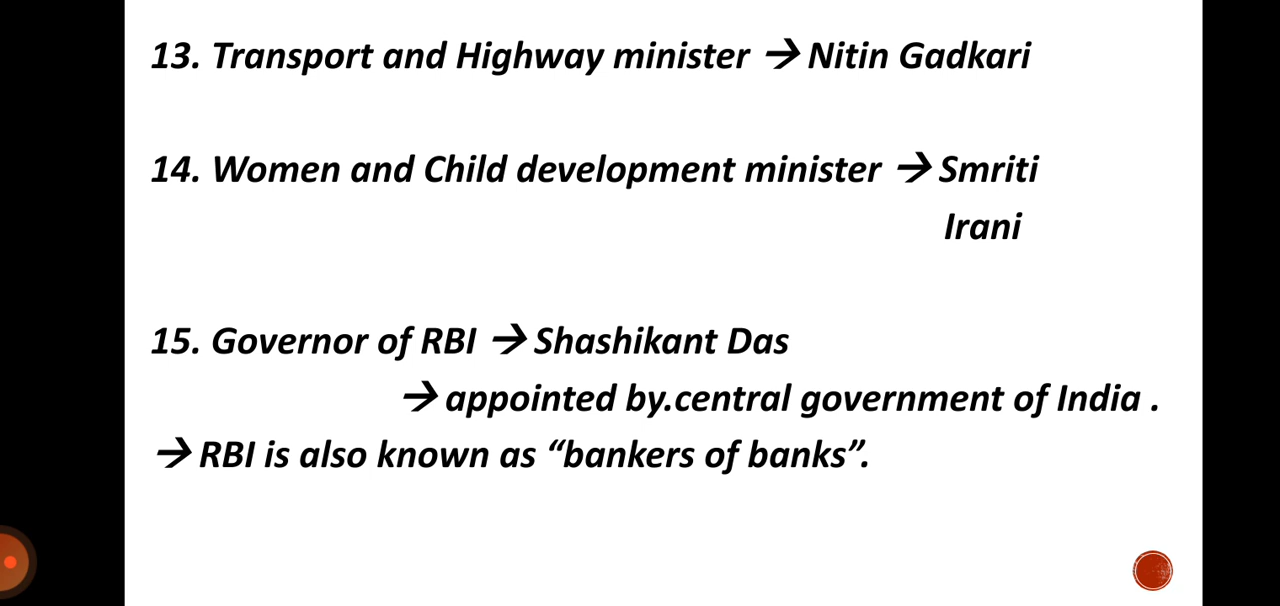 13. Transport and Highway minister → Nitin Gadkari
14. Women and Child development minister → Smriti
Irani
15. Governor of RBI → Shashikant Das
→ appointed by.central government of India .
→ RBI is also known as “bankers of banks”.